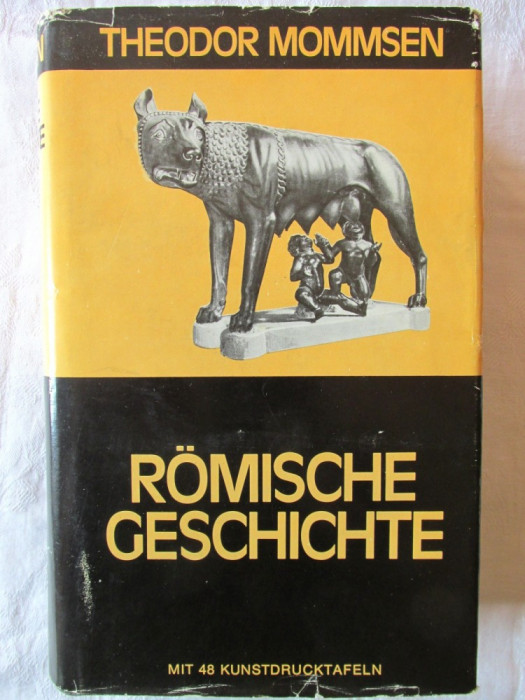 THEODOR MOMMSEN
RÖMISCHE
GESCHICHTE
MIT 48 KUNSTDRUCKTAFELN